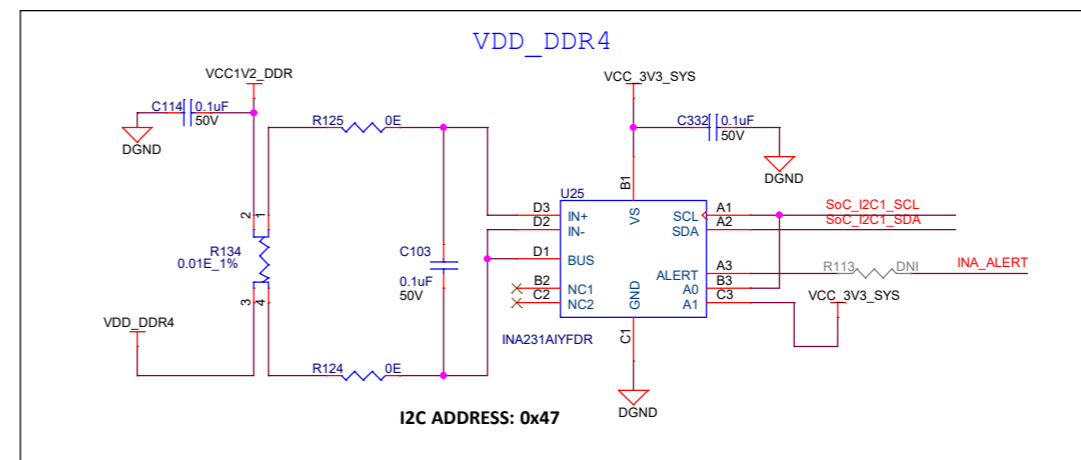 VDD_DDR4
VCC1V2_DDR
VCC_3V3_SYS
C114 0.1uF
50V
DGND
R125 0E
C332 0.1uF
50V
DGND
B1
U25
2 1
D3 IN+ VS SCL A1 SoC_I2C1_SCL
D2 IN- SDA A2 SoC_I2C1_SDA
R134
0.01E_1%
C103
0.1uF
50V
D1 BUS
ALERT A3 R113 DNI INA_ALERT
B2 NC1 A0 B3
C2 NC2 GND A1 C3
VCC_3V3_SYS
3 4
VDD_DDR4
INA231AIYFDR
C1
R124 0E
DGND
I2C ADDRESS: 0x47